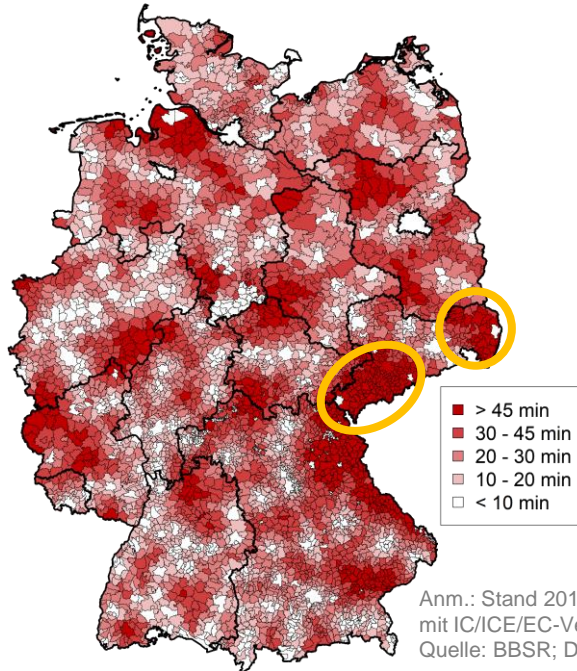 > 45 min
30 - 45 min
20 - 30 min
10 - 20 min
< 10 min
Anm.: Stand
mit IC/ICE/EC-
Quelle: BBSR;